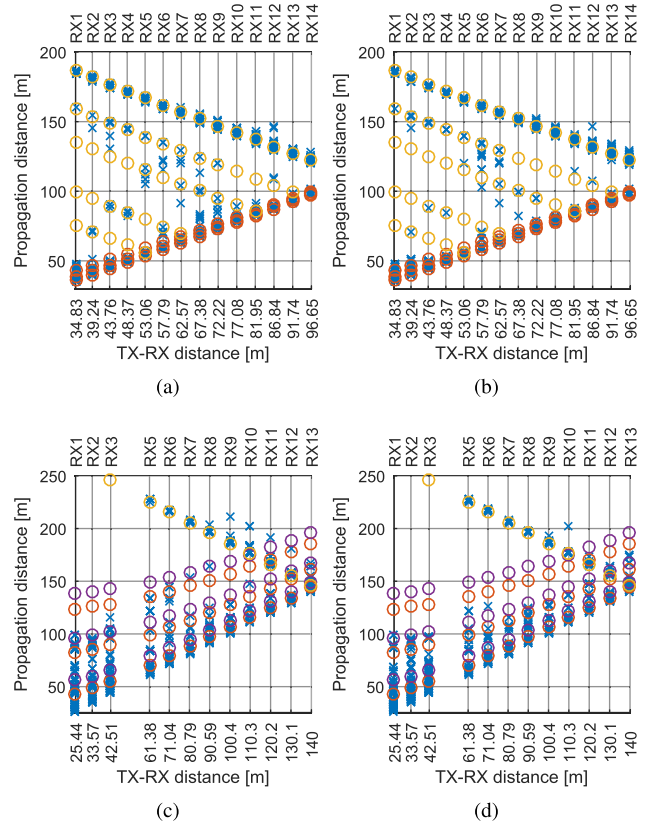 RX1 RX2 RX3 RX4 RX5 RX6 RX7 RX8 RX9 RX10 RX11 RX12 RX13 RX14
200
150
100
50
Propagation distance [m]
34.83 39.24 43.76 48.37 53.06 57.79 62.57 67.38 72.22 77.08 81.95 86.84 91.74 96.65
TX-RX distance [m]
(a)
RX1 RX2 RX3 RX4 RX5 RX6 RX7 RX8 RX9 RX10 RX11 RX12 RX13 RX14
200
150
100
50
Propagation distance [m]
34.83 39.24 43.76 48.37 53.06 57.79 62.57 67.38 72.22 77.08 81.95 86.84 91.74 96.65
TX-RX distance [m]
(b)
RX1 RX2 RX3 RX5 RX6 RX7 RX8 RX9 RX10 RX11 RX12 RX13
250
200
150
100
50
Propagation distance [m]
25.44 33.57 42.51 61.38 71.04 80.79 90.59 100.4 110.3 120.2 130.1 140
TX-RX distance [m]
(c)
RX1 RX2 RX3 RX5 RX6 RX7 RX8 RX9 RX10 RX11 RX12 RX13
250
200
150
100
50
Propagation distance [m]
25.44 33.57 42.51 61.38 71.04 80.79 90.59 100.4 110.3 120.2 130.1 140
TX-RX distance [m]
(d)